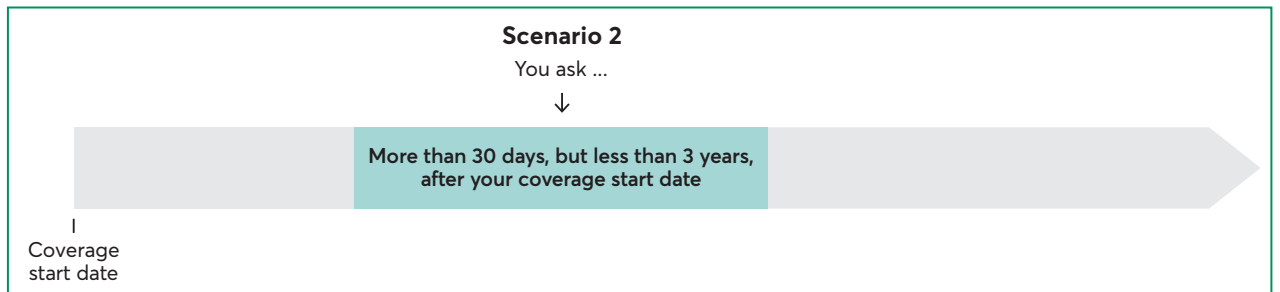 Scenario 2
You ask ...
More than 30 days, but less than 3 years,
after your coverage start date
Coverage
start date